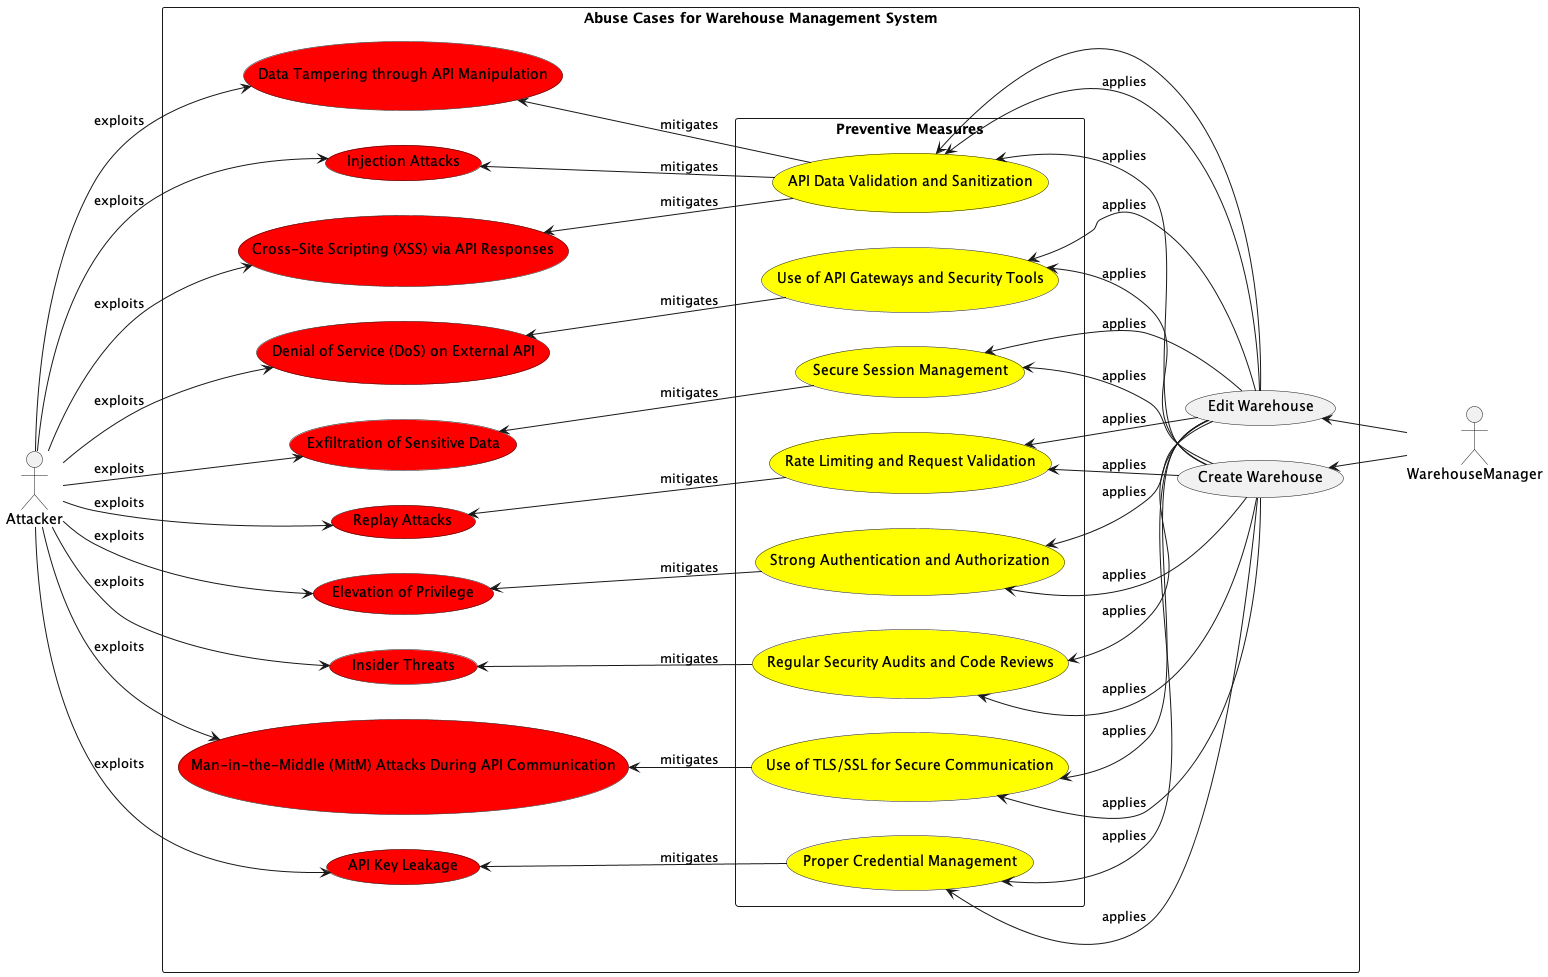 Abuse Cases for Warehouse Management System
Data Tampering through API Manipulation
applies
exploits
mitigates
Preventive Measures
Injection Attacks
applies
mitigates
API Data Validation and Sanitization
exploits
mitigates
applies
Cross-Site Scripting (XSS) via API Responses
applies
Use of API Gateways and Security Tools
exploits
mitigates
applies
Denial of Service (DoS) on External API
Secure Session Management
applies
exploits
mitigates
Edit Warehouse
applies
Exfiltration of Sensitive Data
Rate Limiting and Request Validation
applies
exploits
WarehouseManager
mitigates
Create Warehouse
applies
Attacker
Replay Attacks
exploits
Strong Authentication and Authorization
mitigates
applies
exploits
Elevation of Privilege
applies
exploits
mitigates
Insider Threats
Regular Security Audits and Code Reviews
applies
applies
exploits
mitigates
Man-in-the-Middle (MitM) Attacks During API Communication
Use of TLS/SSL for Secure Communication
applies
applies
mitigates
API Key Leakage
Proper Credential Management
applies